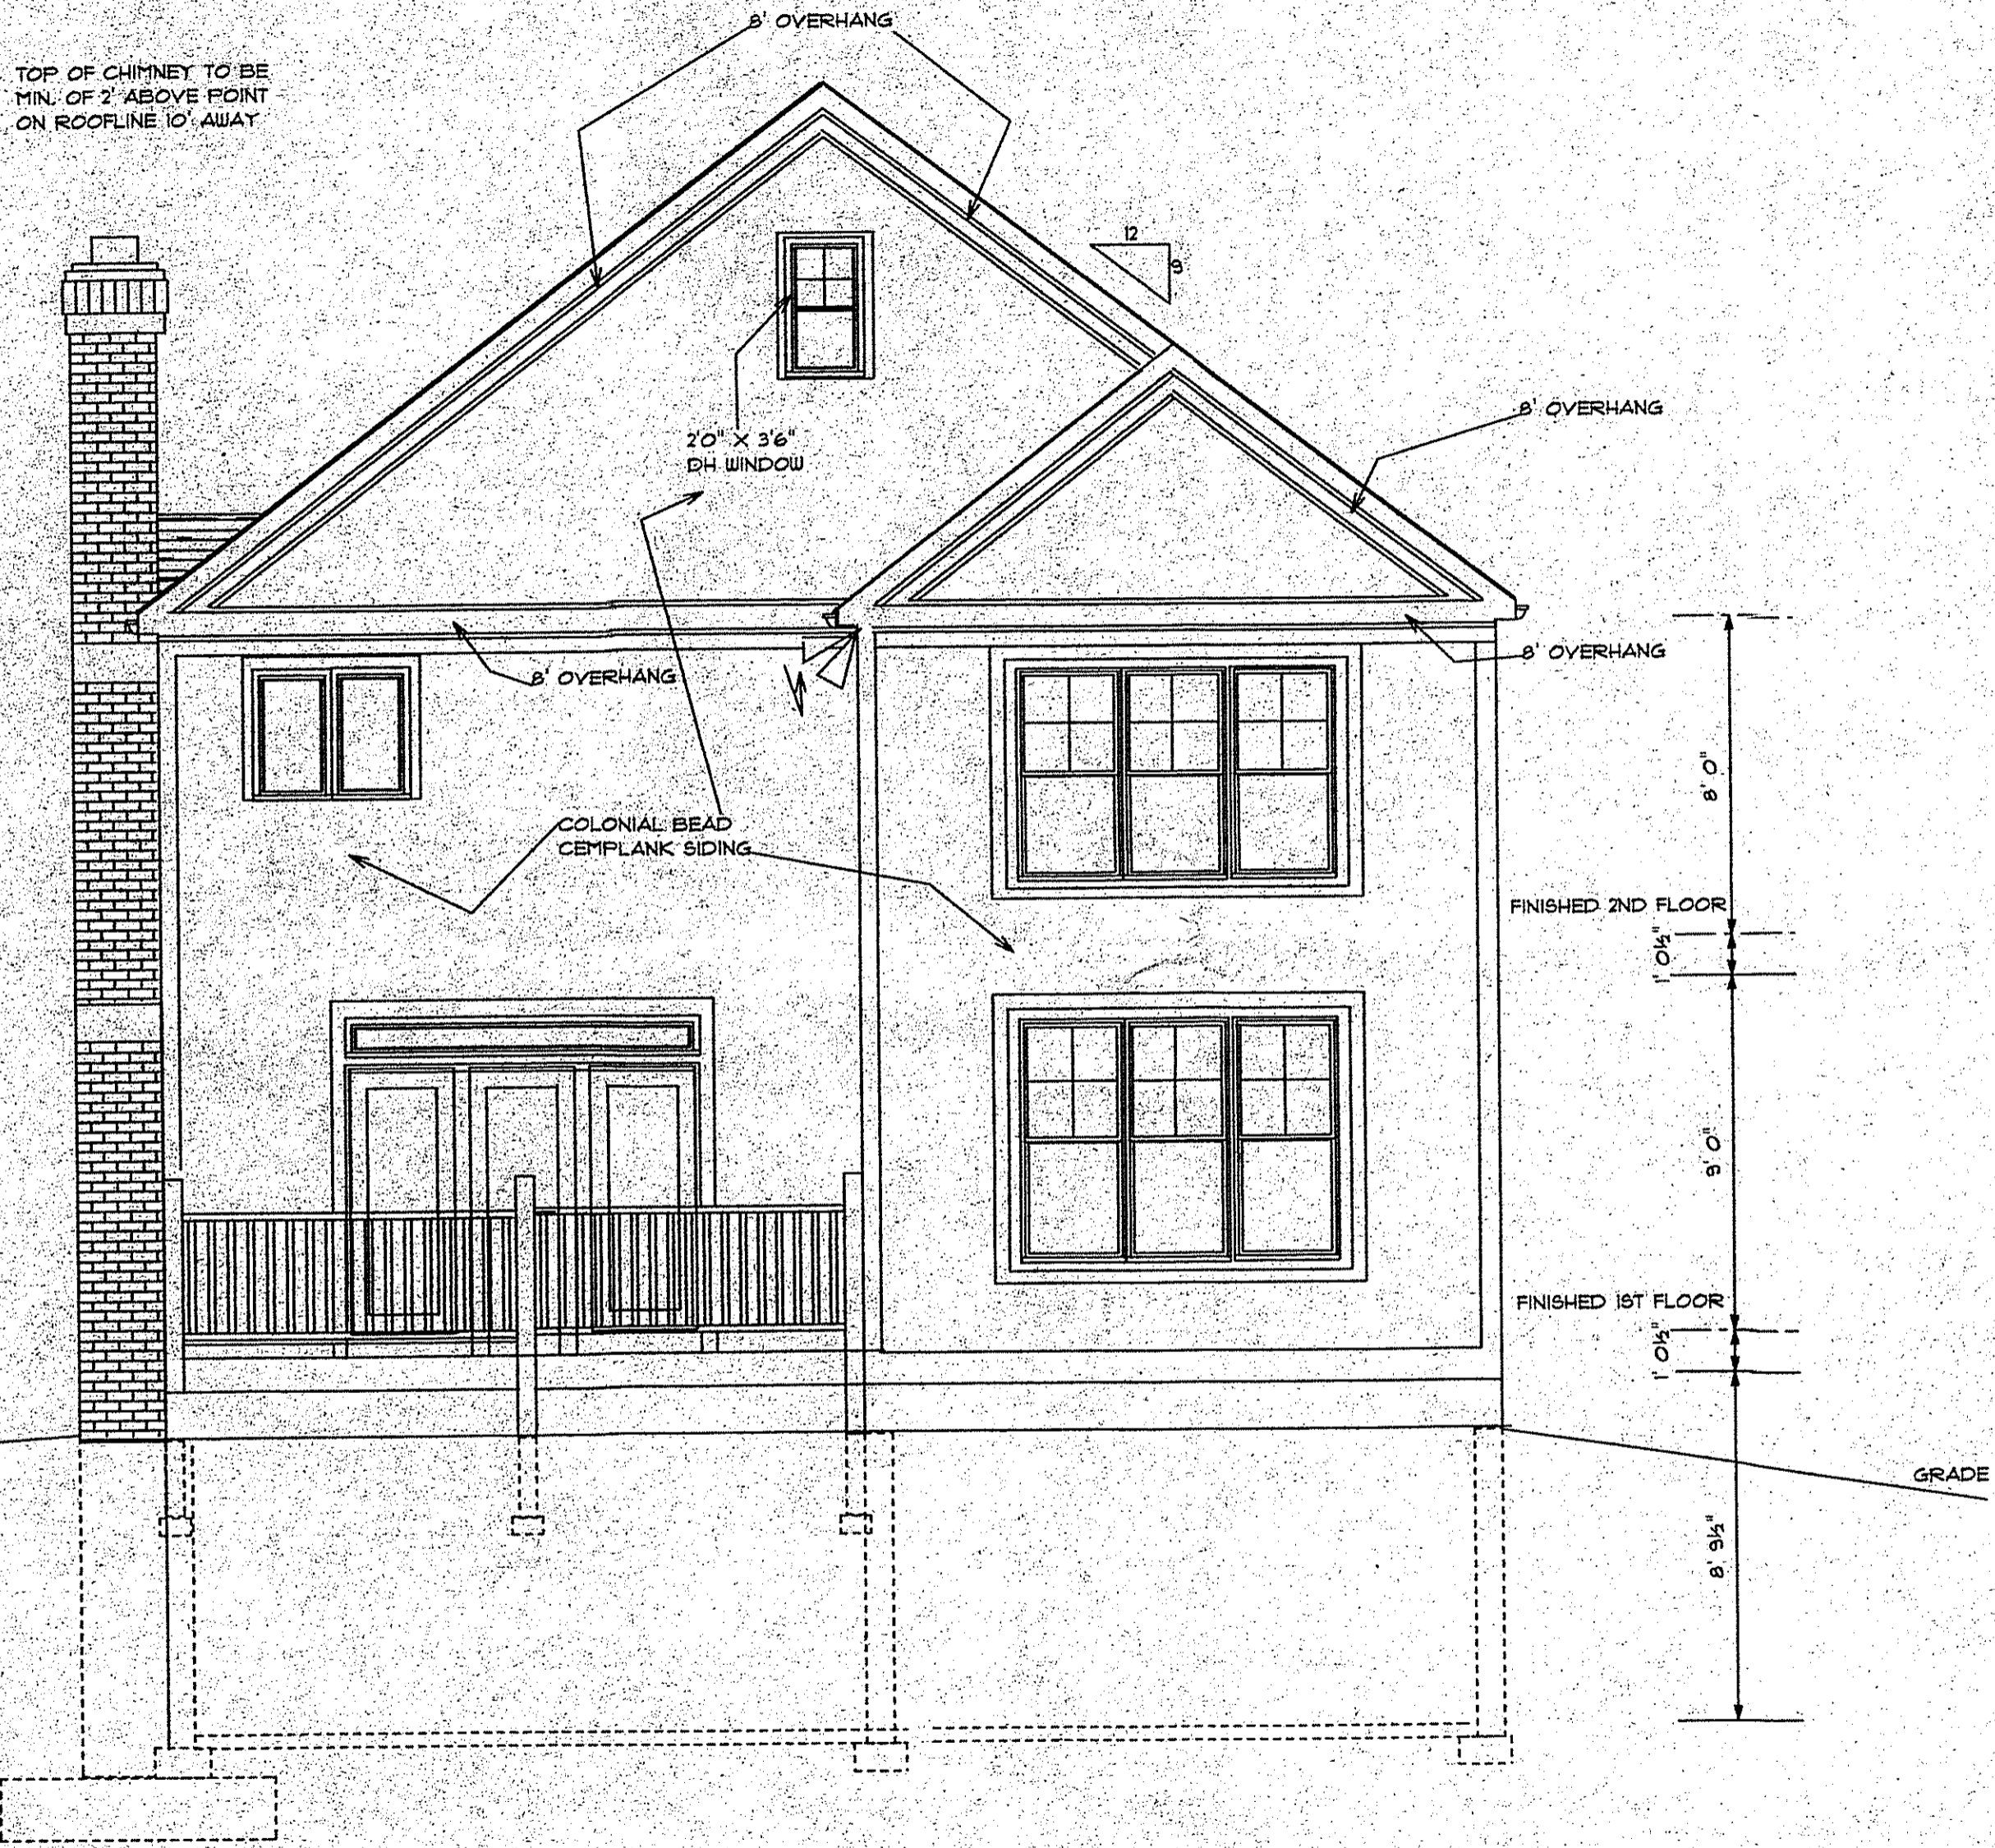 8' OVERHANG
TOP OF CHIMNEY TO BE
MIN. OF 2' ABOVE POINT
ON ROOFLINE 10' AWAY
12
9
8' OVERHANG
2'0" X 3'6"
DH WINDOW
8' OVERHANG
8' OVERHANG
8' 0"
COLONIAL BEAD
CEMPLANK SIDING
FINISHED 2ND FLOOR
1' 0½"
9' 0"
FINISHED 1ST FLOOR
1' 0½"
GRADE
8' 9½"